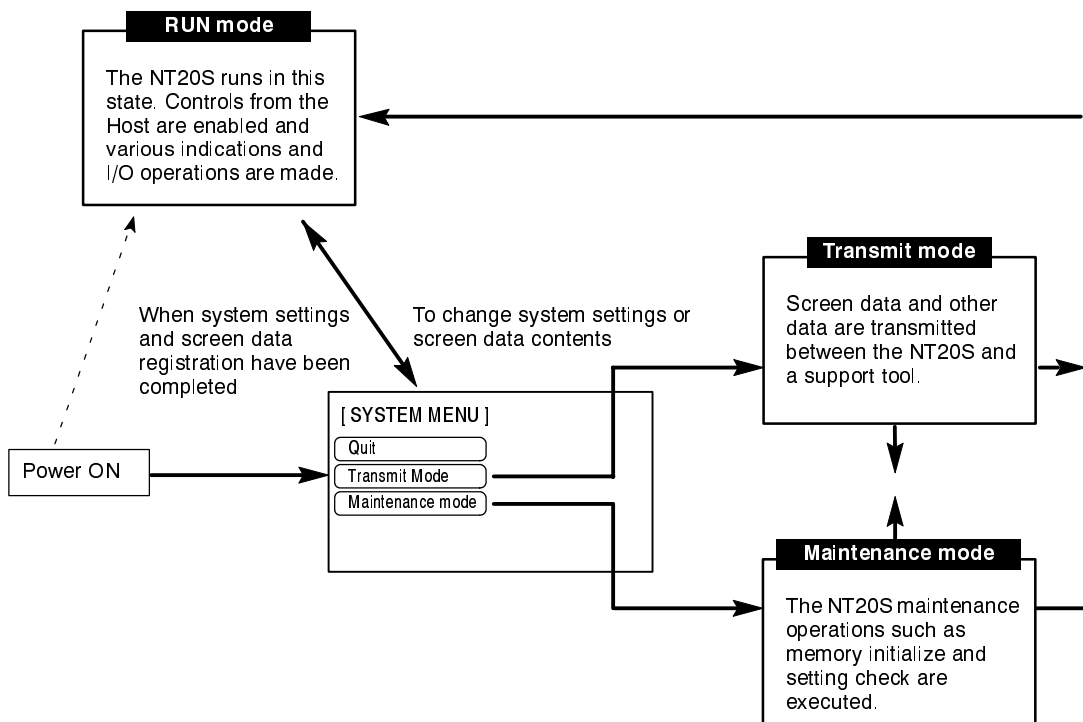 RUN mode
The NT20S runs in this
state. Controls from the
Host are enabled and
various indications and
I/O operations are made.
Transmit mode
Screen data and other
data are transmitted
between the NT20S and
a support tool.
When system settings
and screen data
registration have been
completed
To change system settings or
screen data contents
[ SYSTEM MENU ]
Quit
Transmit Mode
Maintenance mode
Power ON
Maintenance mode
The NT20S maintenance
operations such as
memory initialize and
setting check are
executed.